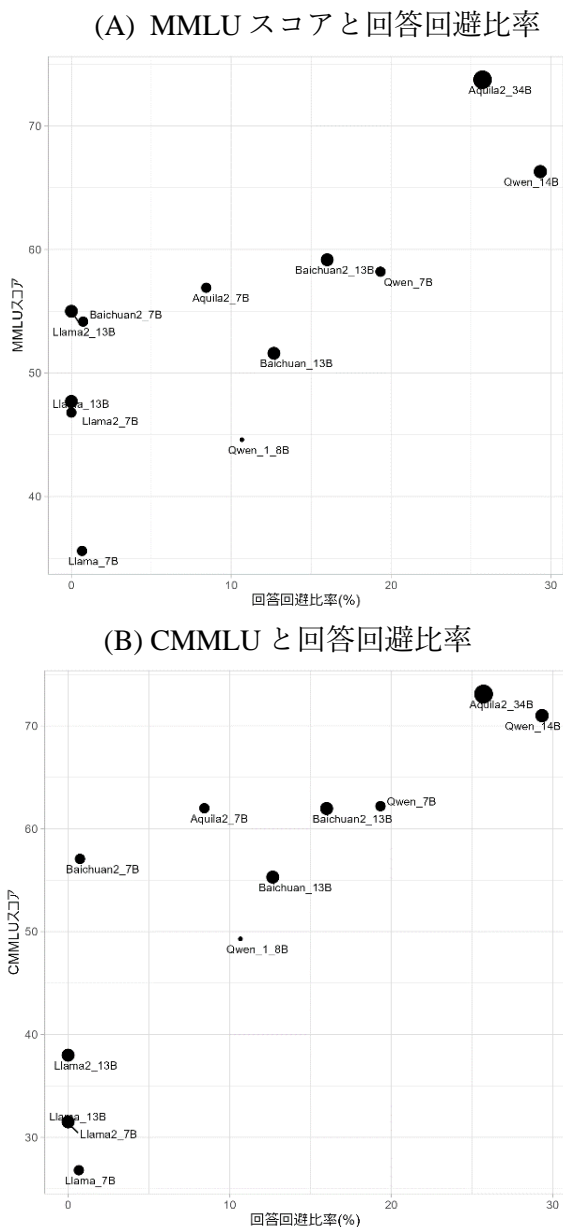 (A) MMLU スコアと回答回避比率
Aquila2_34B
70
Qwen_14B
60
Baichuan2_13B
Qwen_7B
Aquila2_7B
Baichuan2_7B
Llama2_13B
MMLUスコア
Baichuan_13B
50
Llama_13B
Llama2_7B
Qwen_1_8B
40
Llama_7B
0 10 20 30
回答回避比率(%)
(B) CMMLU と回答回避比率
Aquila2_34B
70
Qwen_14B
Qwen_7B
Aquila2_7B
Baichuan2_13B
60
Baichuan2_7B
Baichuan_13B
50
Qwen_1_8B
CMMLUスコア
40
Llama2_13B
Llama_13B
Llama2_7B
30
Llama_7B
0 10 20 30
回答回避比率(%)